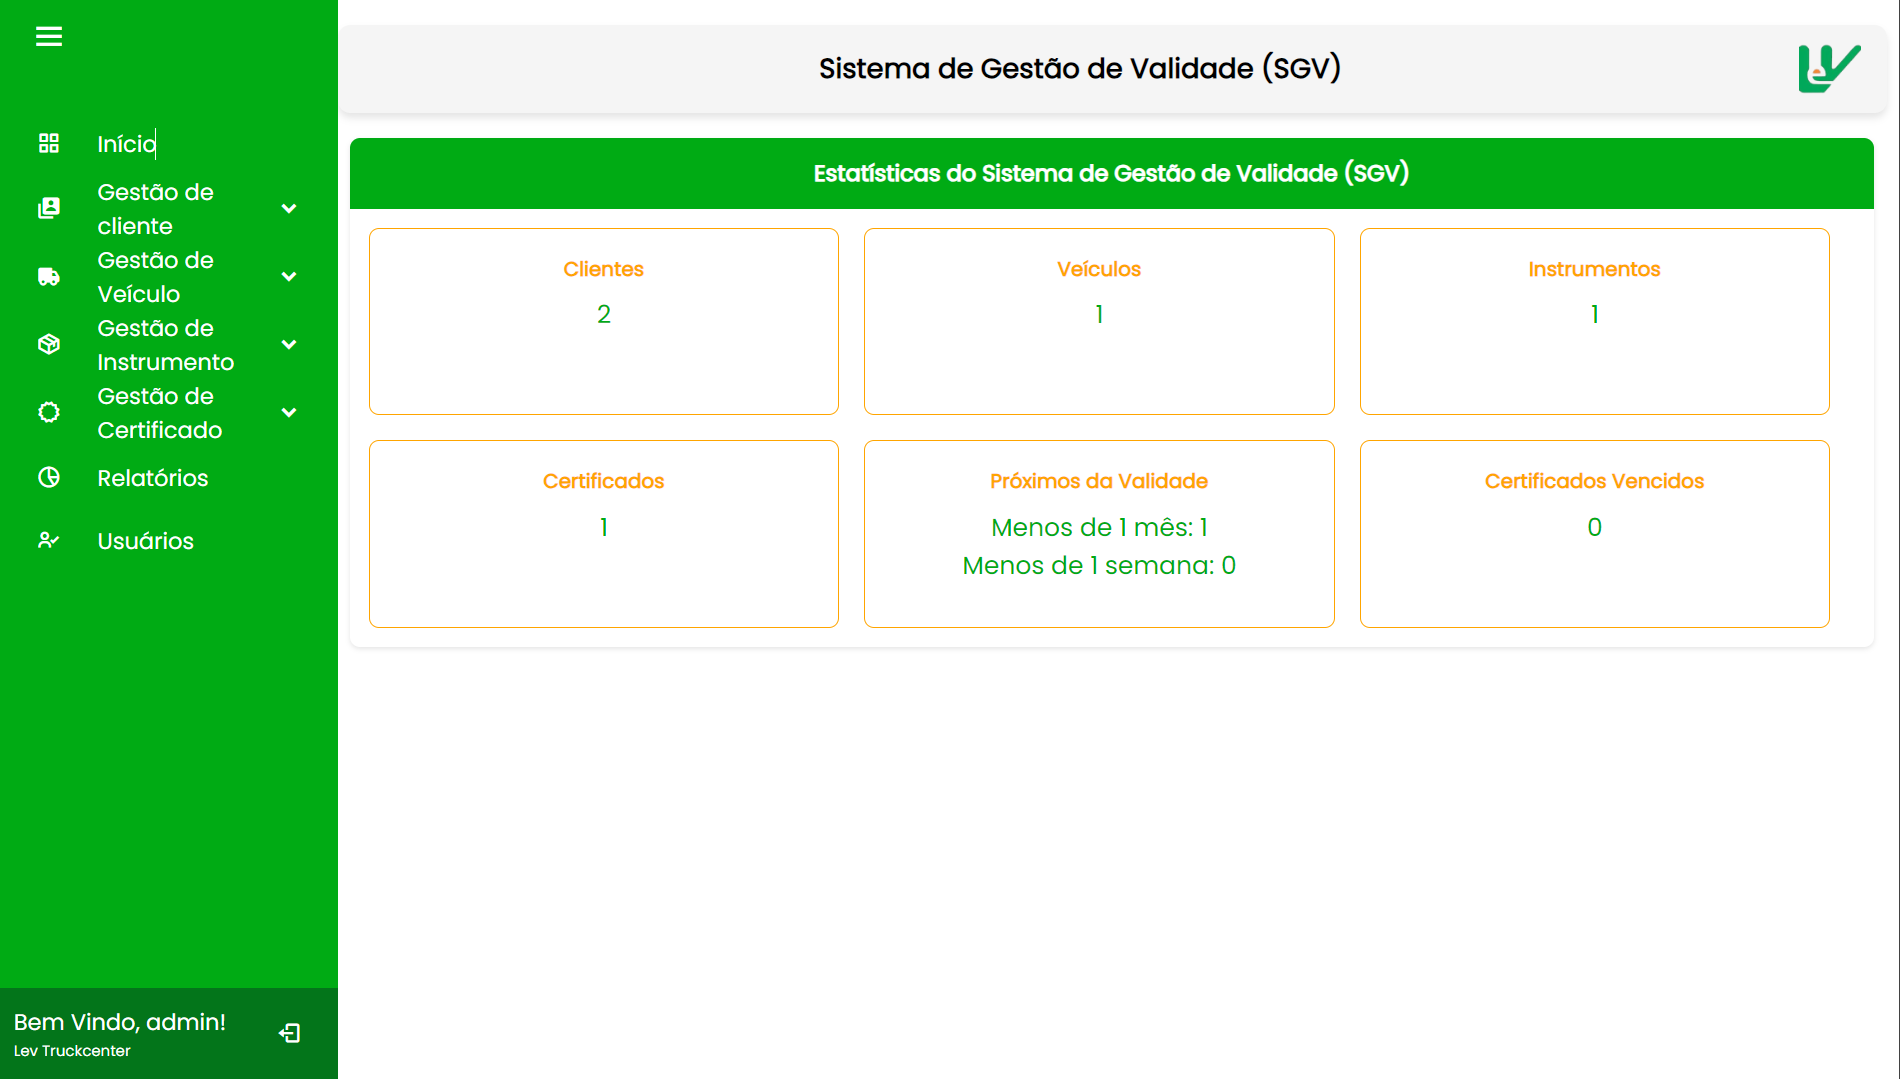 Sistema de Gestão de Validade (SGV)
Início
Gestão de
cliente
Gestão de
Veículo
Gestão de
Instrumento
Gestão de
Certificado
Relatórios
Usuários
Bem Vindo, admin!
Lev Truckcenter
Estatísticas do Sistema de Gestão de Validade (SGV)
Clientes
2
Veículos
1
Instrumentos
1
Certificados
1
Próximos da Validade
Menos de 1 mês: 1
Menos de 1 semana: 0
Certificados Vencidos
0